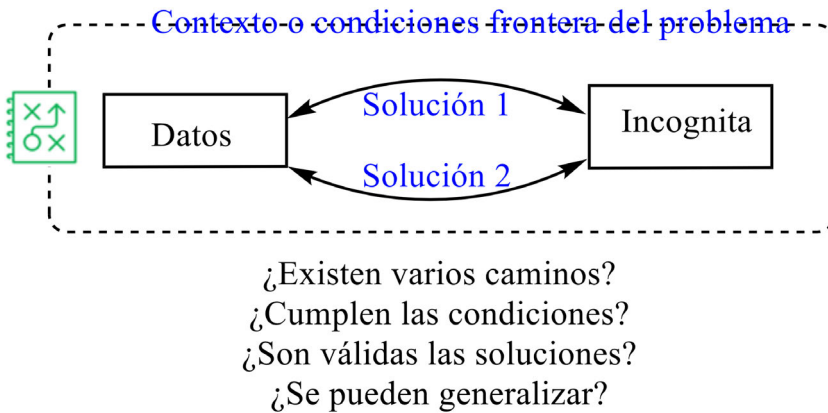 Contexto o condiciones frontera del problema
Solución 1
Datos
Incognita
Solución 2
¿Existen varios caminos?
¿Cumplen las condiciones?
¿Son válidas las soluciones?
¿Se pueden generalizar?